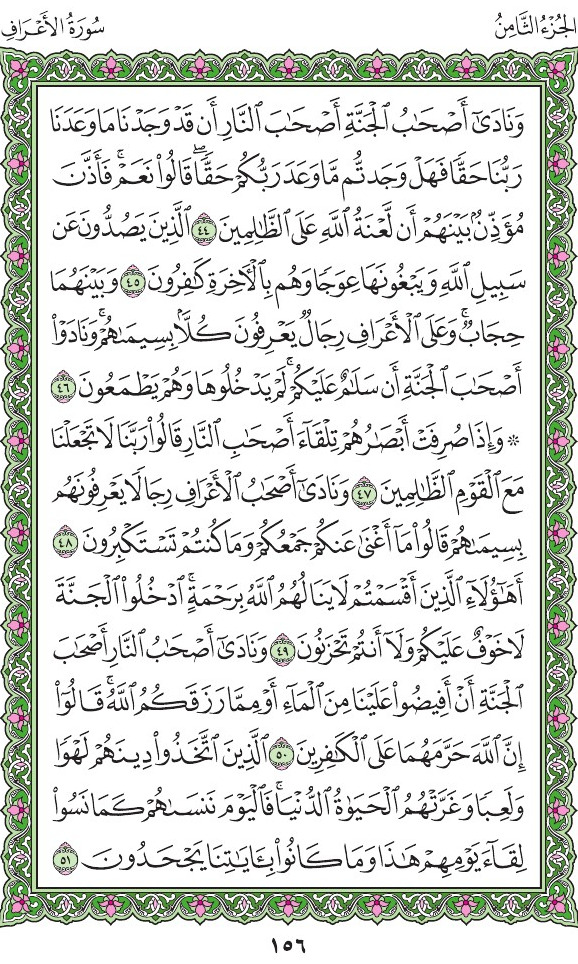 الجُزْءُ الثَّامِنُ
سُورَةُ الأَعْرَافِ
وَنَادَىٰٓ أَصْحَٰبُ ٱلْجَنَّةِ أَصْحَٰبَ ٱلنَّارِ أَن قَدْ وَجَدْنَا مَا وَعَدَنَا
رَبُّنَا حَقًّا فَهَلْ وَجَدتُّم مَّا وَعَدَ رَبُّكُمْ حَقًّا ۖ قَالُوا۟ نَعَمْ ۚ فَأَذَّنَ
مُؤَذِّنٌۢ بَيْنَهُمْ أَن لَّعْنَةُ ٱللَّهِ عَلَى ٱلظَّٰلِمِينَ ٤٤ ٱلَّذِينَ يَصُدُّونَ عَن
سَبِيلِ ٱللَّهِ وَيَبْغُونَهَا عِوَجًا وَهُم بِٱلْأَخِرَةِ كَٰفِرُونَ ٤٥ وَبَيْنَهُمَا
حِجَابٌ ۚ وَعَلَى ٱلْأَعْرَافِ رِجَالٌ يَعْرِفُونَ كُلًّۢا بِسِيمَىٰهُمْ ۚ وَنَادَوْا۟
أَصْحَٰبَ ٱلْجَنَّةِ أَن سَلَٰمٌ عَلَيْكُمْ ۚ لَمْ يَدْخُلُوهَا وَهُمْ يَطْمَعُونَ ٤٦
۞ وَإِذَا صُرِفَتْ أَبْصَٰرُهُمْ تِلْقَآءَ أَصْحَٰبِ ٱلنَّارِ قَالُوا۟ رَبَّنَا لَا تَجْعَلْنَا
مَعَ ٱلْقَوْمِ ٱلظَّٰلِمِينَ ٤٧ وَنَادَىٰٓ أَصْحَٰبُ ٱلْأَعْرَافِ رِجَالًا يَعْرِفُونَهُم
بِسِيمَىٰهُمْ قَالُوا۟ مَآ أَغْنَىٰ عَنكُمْ جَمْعُكُمْ وَمَا كُنتُمْ تَسْتَكْبِرُونَ ٤٨
أَهَٰٓؤُلَآءِ ٱلَّذِينَ أَقْسَمْتُمْ لَا يَنَالُهُمُ ٱللَّهُ بِرَحْمَةٍ ۚ ٱدْخُلُوا۟ ٱلْجَنَّةَ
لَا خَوْفٌ عَلَيْكُمْ وَلَآ أَنتُمْ تَحْزَنُونَ ٤٩ وَنَادَىٰٓ أَصْحَٰبُ ٱلنَّارِ أَصْحَٰبَ
ٱلْجَنَّةِ أَنْ أَفِيضُوا۟ عَلَيْنَا مِنَ ٱلْمَآءِ أَوْ مِمَّا رَزَقَكُمُ ٱللَّهُ ۚ قَالُوٓا۟
إِنَّ ٱللَّهَ حَرَّمَهُمَا عَلَى ٱلْكَٰفِرِينَ ٥٠ ٱلَّذِينَ ٱتَّخَذُوا۟ دِينَهُمْ لَهْوًا
وَلَعِبًا وَغَرَّتْهُمُ ٱلْحَيَوٰةُ ٱلدُّنْيَا ۚ فَٱلْيَوْمَ نَنسَىٰهُمْ كَمَا نَسُوا۟
لِقَآءَ يَوْمِهِمْ هَٰذَا وَمَا كَانُوا۟ بِـَٔايَٰتِنَا يَجْحَدُونَ ٥١
١٥٦